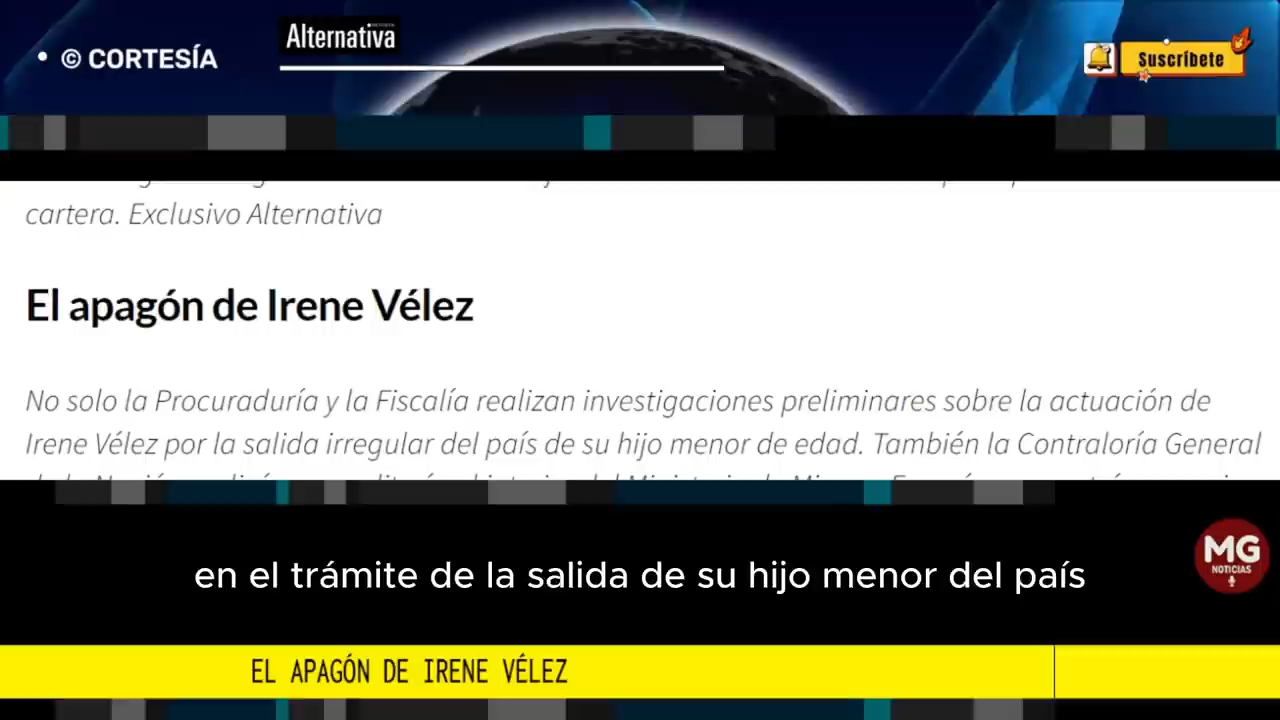 Alternativa
• © CORTESÍA
Suscríbete
cartera. Exclusivo Alternativa
El apagón de Irene Vélez
No solo la Procuraduría y la Fiscalía realizan investigaciones preliminares sobre la actuación de
Irene Vélez por la salida irregular del país de su hijo menor de edad. También la Contraloría General
MG
NOTICIAS
en el trámite de la salida de su hijo menor del país
EL APAGÓN DE IRENE VÉLEZ